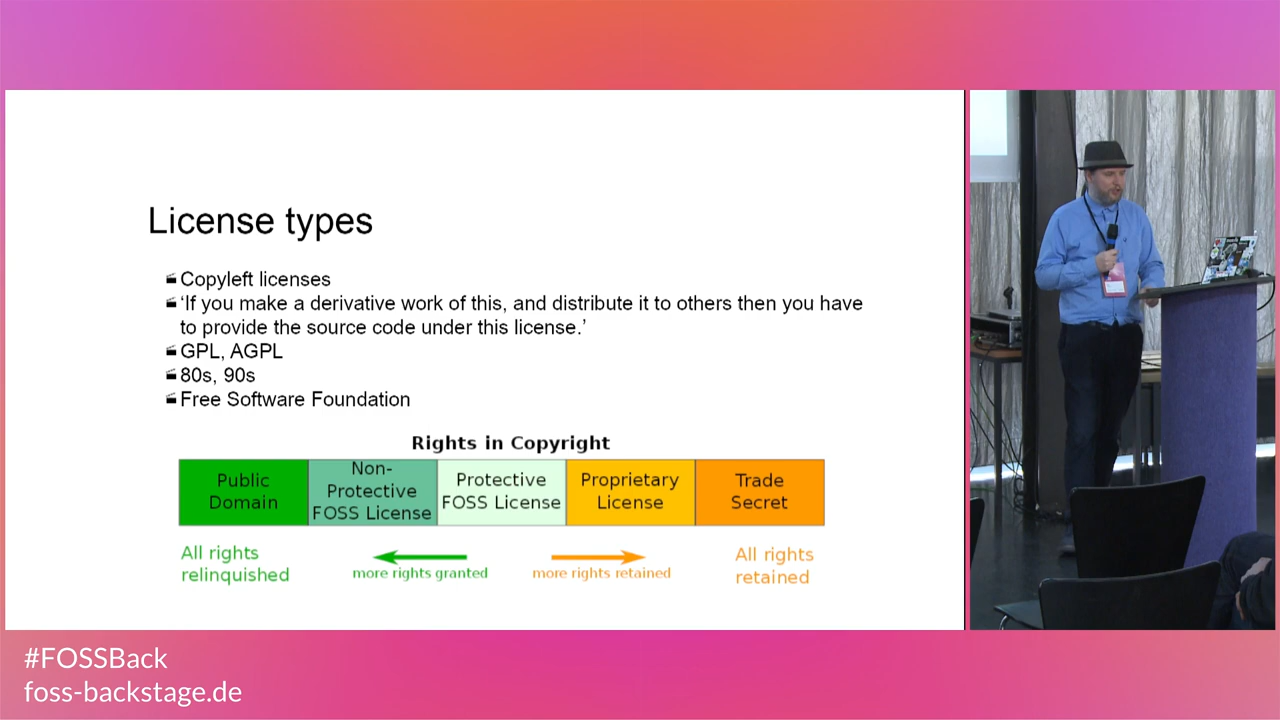 License types
Copyleft licenses
‘If you make a derivative work of this, and distribute it to others then you have
to provide the source code under this license.’
GPL, AGPL
80s, 90s
Free Software Foundation
Rights in Copyright
Public
Domain
Non-
Protective
FOSS License
Protective
FOSS License
Proprietary
License
Trade
Secret
All rights
relinquished
more rights granted
more rights retained
All rights
retained
#FOSSBack
foss-backstage.de